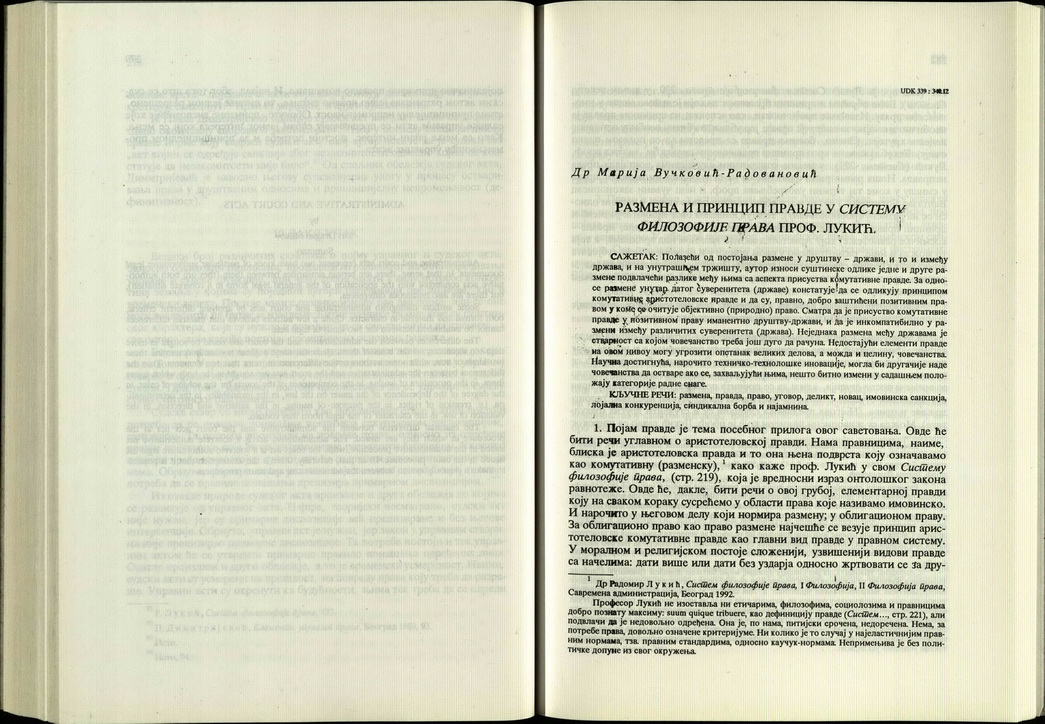 UDK 339 : 340.12
Др Марија Вучковић-Радовановић
РАЗМЕНА И ПРИНЦИП ПРАВДЕ У СИСТЕМУ
ФИЛОЗОФИЈЕ ПРАВА ПРОФ. ЛУКИЋ.
САЖЕТАК: Полазећи од постојања размене у друштву – држави, и то и између
држава, и на унутрашњем тржишту, аутор износи суштинске одлике једне и друге раз-
мене подвлачећи разлике међу њима са аспекта присуства комутативне правде. За одно-
се размене унутар датог суверенитета (државе) констатује да се одликују принципом
комутативне аристотеловске правде и да су, правно, добро заштићени позитивним пра-
вом у коме се очитује објективно (природно) право. Сматра да је присуство комутативне
правде у позитивном праву иманентно друштву-држави, и да је инкомпатибилно у ра-
змени између различитих суверенитета (држава). Неједнака размена међу државама је
стварност са којом човечанство треба још дуго да рачуна. Недостајући елементи правде
на овом нивоу могу угрозити опстанак великих делова, а можда и целину, човечанства.
Научна достигнућа, нарочито техничко-технолошке иновације, могла би другачије наде
човечанства да остваре ако се, захваљујући њима, нешто битно измени у садашњем поло-
жају категорије радне снаге.
КЉУЧНЕ РЕЧИ: размена, правда, право, уговор, деликт, новац, имовинска санкција,
лојална конкуренција, синдикална борба и најамнина.
1. Појам правде је тема посебног прилога овог саветовања. Овде ће
бити речи углавном о аристотеловској правди. Нама правницима, наиме,
блиска је аристотеловска правда и то она њена подврста коју означавамо
као комутативну (разменску),1 како каже проф. Лукић у свом Систему
филозофије права, (стр. 219), која је вредносни израз онтолошког закона
равнотеже. Овде ће, дакле, бити речи о овој грубој, елементарној правди
коју на сваком кораку сусрећемо у области права које називамо имовинско.
И нарочито у његовом делу који нормира размену; у облигационом праву.
За облигационо право као право размене најчешће се везује принцип арис-
тотеловске комутативне правде као главни вид правде у правном систему.
У моралном и религијском постоје сложенији, узвишенији видови правде
са начелима: дати више или дати без уздарја односно жртвовати се за дру-
1 Др Радомир Лукић, Систем филозофије права, I Филозофија, II Филозофија права,
Савремена администрација, Београд 1992.
Професор Лукић не изоставља ни етичарима, филозофима, социолозима и правницима
добро познату максиму: suum quique tribuere, као дефиницију правде (Систем..., стр. 221), али
подвлачи да је недовољно одређена. Она је, по нама, питијски срочена, недоречена. Нема, за
потребе права, довољно означене критеријуме. Ни колико је то случај у најеластичнијим прав-
ним нормама, тзв. правним стандардима, односно каучук-нормама. Непримењива је без поли-
тичке допуне из свог окружења.